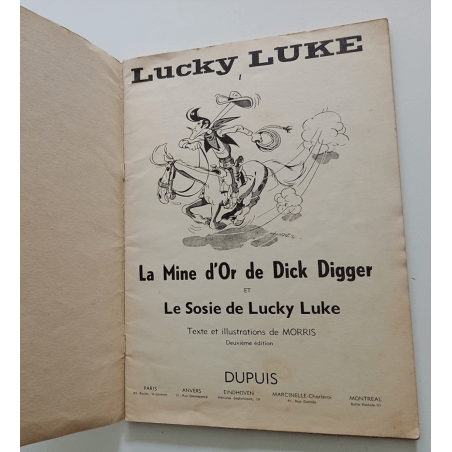 Lucky LUKE
I
La Mine d'Or de Dick Digger
ET
Le Sosie de Lucky Luke
Texte et illustrations de MORRIS
Deuxième édition
DUPUIS
PARIS ANVERS EINDHOVEN MARCINELLE-Charleroi MONTREAL